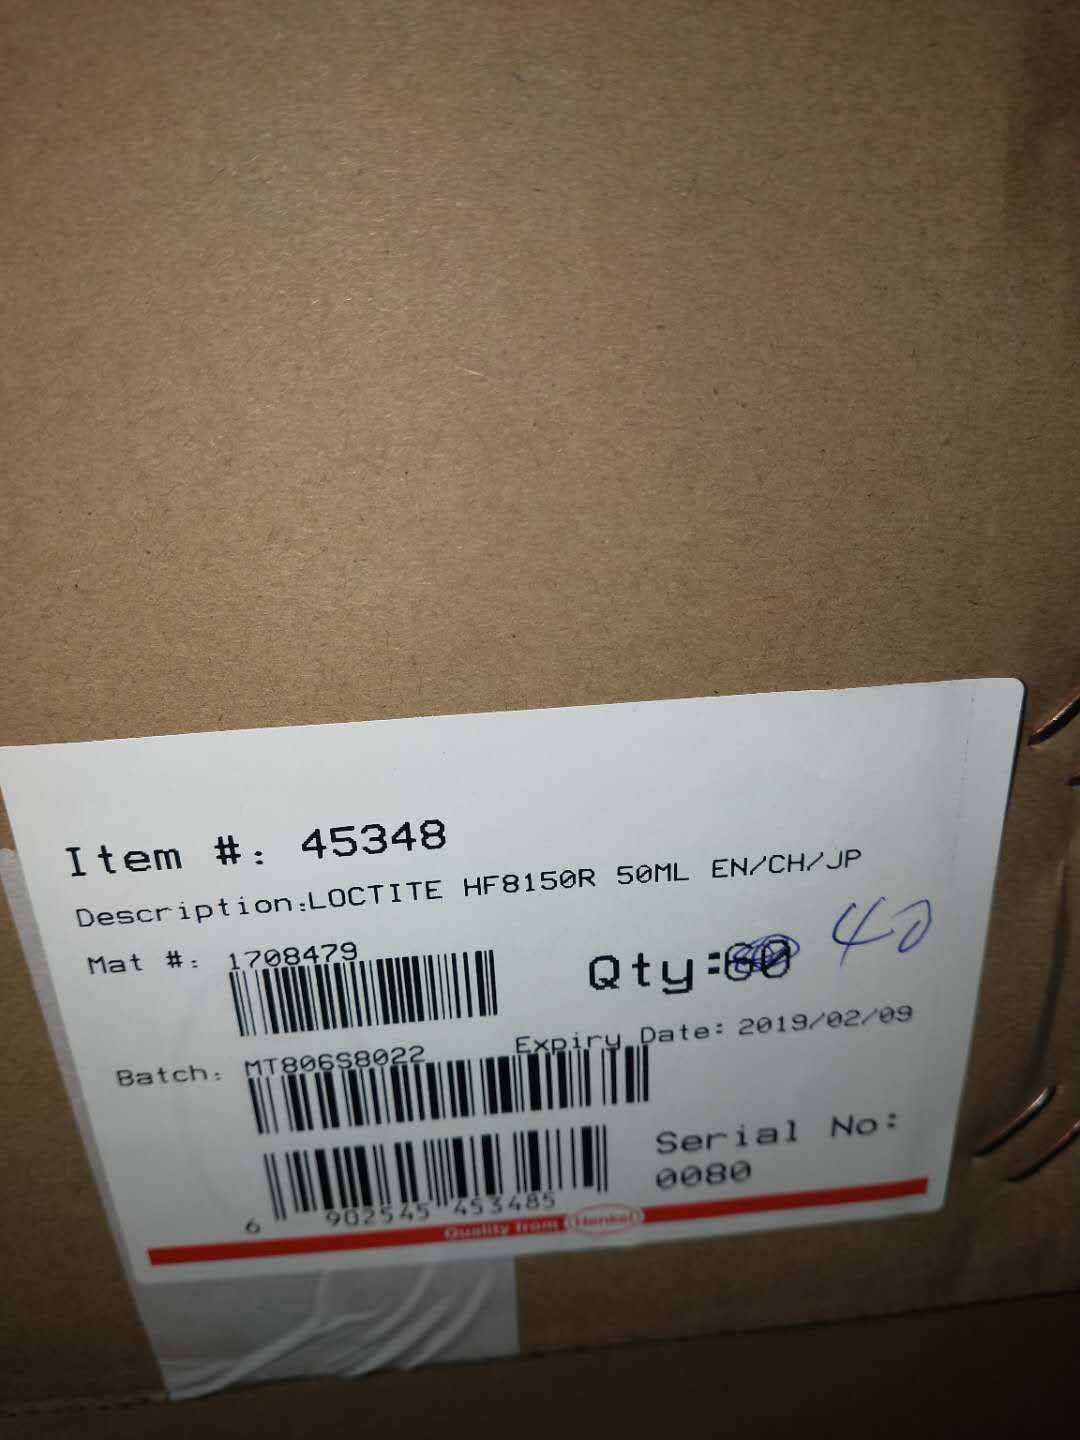 Item #: 45348
Description:LOCTITE HF8150R 50ML EN/CH/JP
Mat #: 1708479
Qty:60 40
Batch: MT806S8022
Expiry Date: 2019/02/09
Serial No:
0080
6 902545 453485
Quality from Henkel